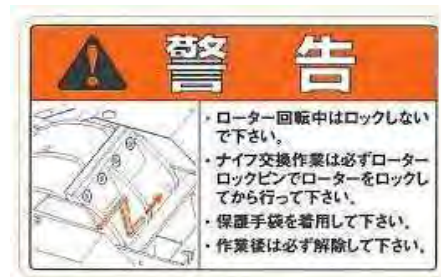 警告
・ローター回転中はロックしない
で下さい。
・ナイフ交換作業は必ずローター
ロックピンでローターをロックし
てから行って下さい。
・保護手袋を着用して下さい。
・作業後は必ず解除して下さい。